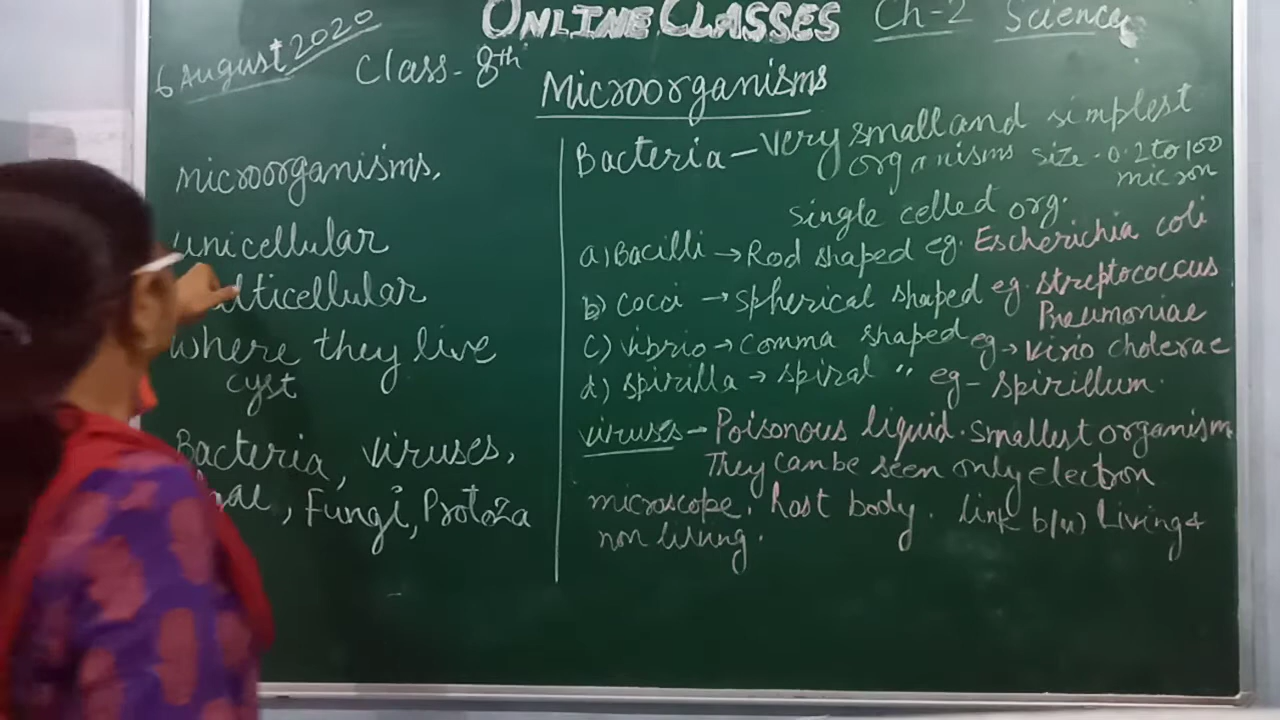 ONLINE CLASSES Ch-2 Science
6 August 2020
Class - 8th
Microorganisms
microorganisms,
unicellular
lticellular
where they live
cyst
Bacteria, viruses,
gae, Fungi, Protoza
Bacteria – Very small and simplest
organisms size - 0.2 to 100
micron
single celled org.
a) Bacilli → Rod shaped eg. Escherichia coli
b) Cocci → spherical shaped eg. Streptococcus
Pneumoniae
c) vibrio → comma shaped eg → Virio cholerae
d) spirilla → spiral " eg – spirillum.
viruses – Poisonous liquid. smallest organism
They can be seen only electron
microscope. host body. link b/w) Living &
non living.